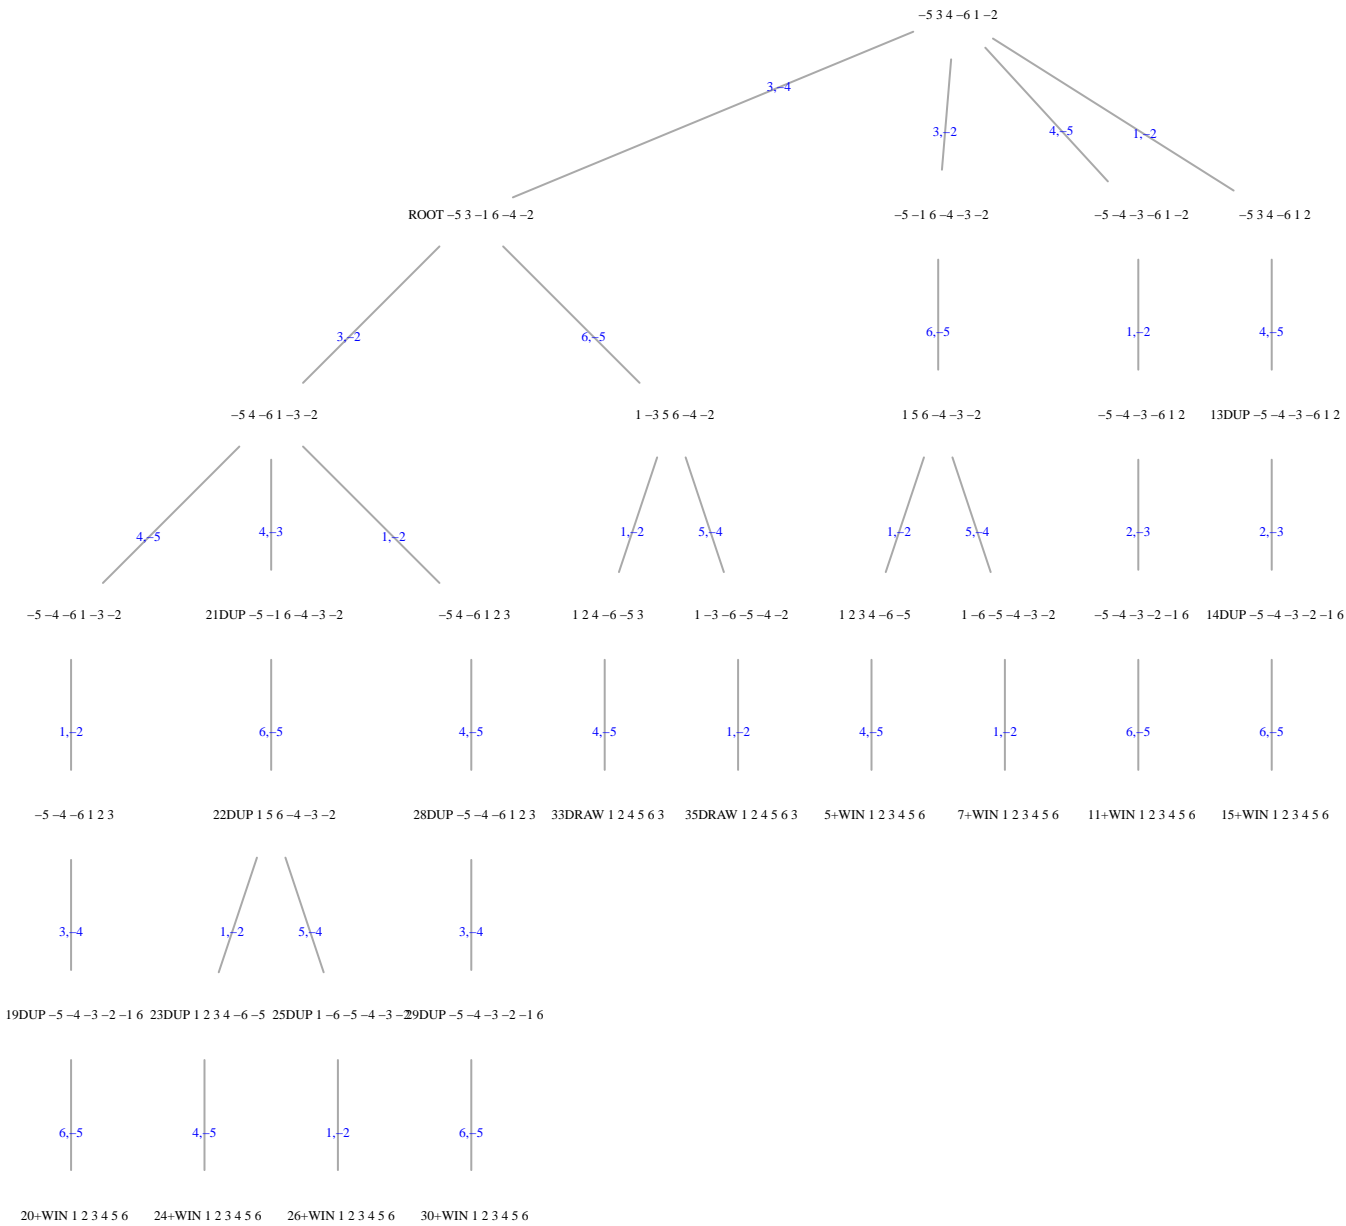 −5 3 4 −6 1 −2
3,−4
3,−2
4,−5
1,−2
ROOT −5 3 −1 6 −4 −2
−5 −1 6 −4 −3 −2
−5 −4 −3 −6 1 −2
−5 3 4 −6 1 2
3,−2
6,−5
6,−5
1,−2
4,−5
−5 4 −6 1 −3 −2
1 −3 5 6 −4 −2
1 5 6 −4 −3 −2
−5 −4 −3 −6 1 2
13DUP −5 −4 −3 −6 1 2
4,−5
4,−3
1,−2
1,−2
5,−4
1,−2
5,−4
2,−3
2,−3
−5 −4 −6 1 −3 −2
21DUP −5 −1 6 −4 −3 −2
−5 4 −6 1 2 3
1 2 4 −6 −5 3
1 −3 −6 −5 −4 −2
1 2 3 4 −6 −5
1 −6 −5 −4 −3 −2
−5 −4 −3 −2 −1 6
14DUP −5 −4 −3 −2 −1 6
1,−2
6,−5
4,−5
4,−5
1,−2
4,−5
1,−2
6,−5
6,−5
−5 −4 −6 1 2 3
22DUP 1 5 6 −4 −3 −2
28DUP −5 −4 −6 1 2 3
33DRAW 1 2 4 5 6 3
35DRAW 1 2 4 5 6 3
5+WIN 1 2 3 4 5 6
7+WIN 1 2 3 4 5 6
11+WIN 1 2 3 4 5 6
15+WIN 1 2 3 4 5 6
3,−4
1,−2
5,−4
3,−4
19DUP −5 −4 −3 −2 −1 6
23DUP 1 2 3 4 −6 −5
25DUP 1 −6 −5 −4 −3 −2
29DUP −5 −4 −3 −2 −1 6
6,−5
4,−5
1,−2
6,−5
20+WIN 1 2 3 4 5 6
24+WIN 1 2 3 4 5 6
26+WIN 1 2 3 4 5 6
30+WIN 1 2 3 4 5 6